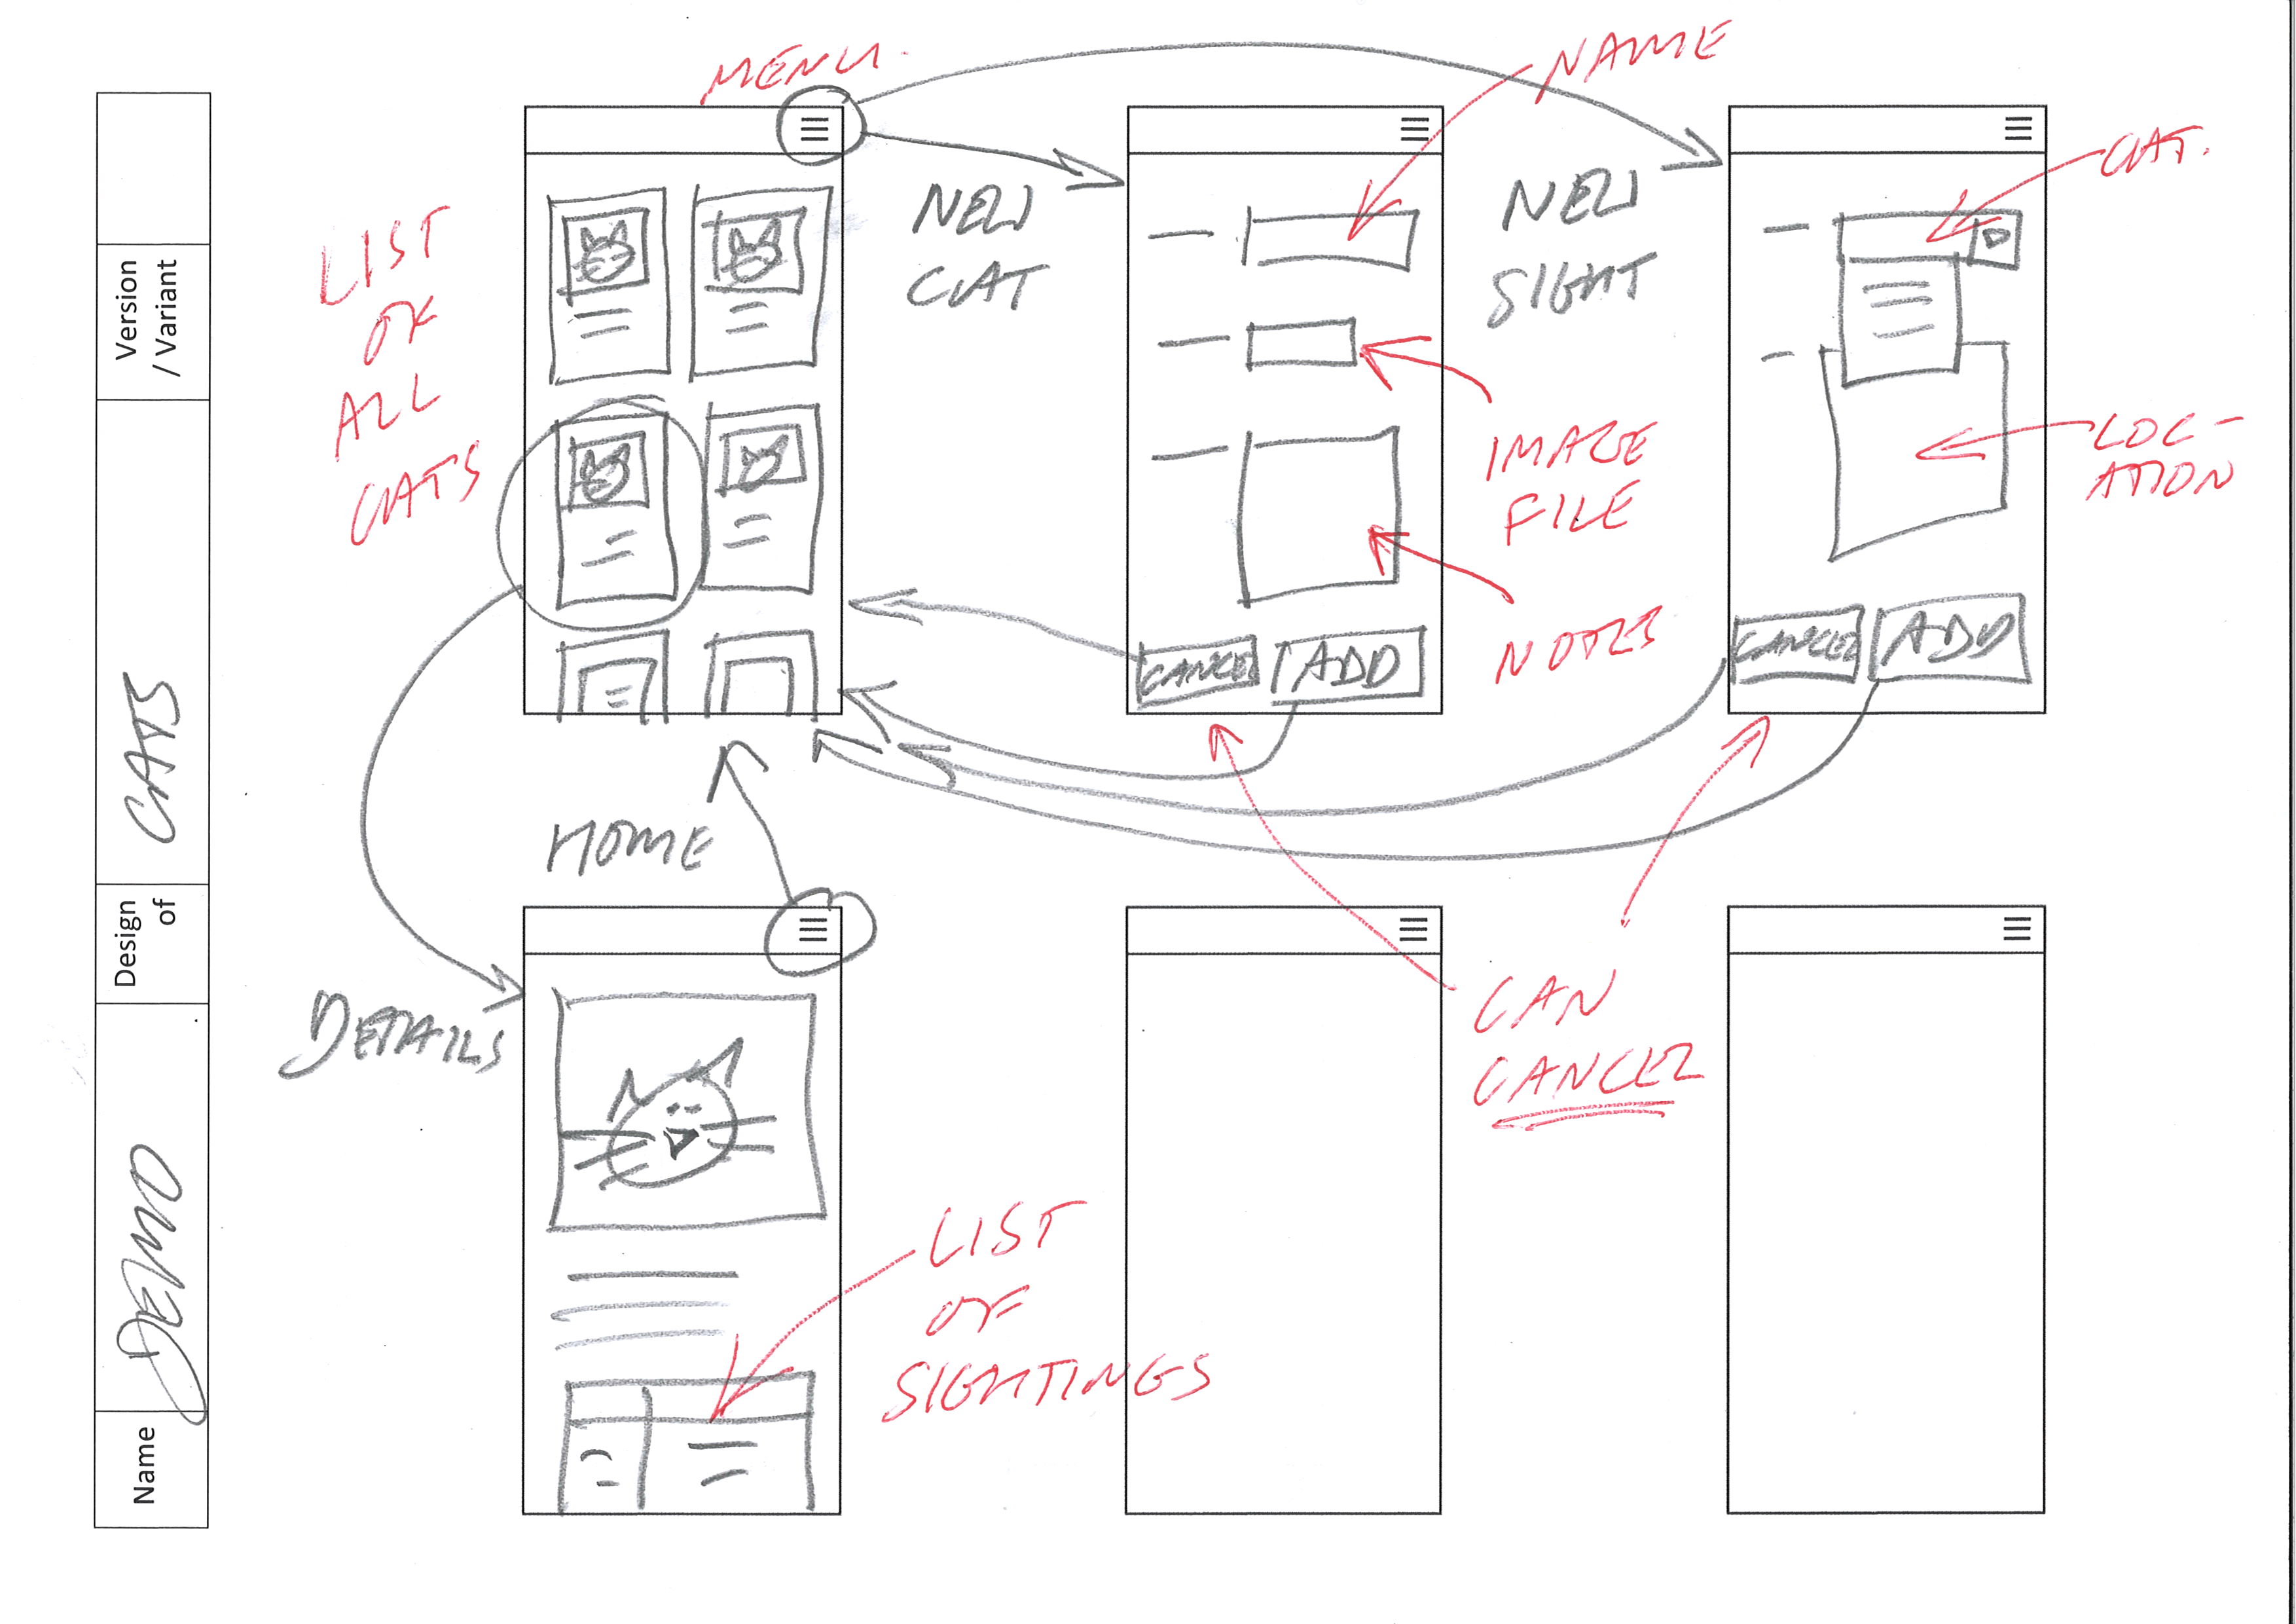 Name
DEMO
Design
of
CATS
Version
/ Variant
MENU.
LIST
OF
ALL
CATS
NEW
CAT
NAME
IMAGE
FILE
NOTES
CANCEL
ADD
NEW
SIGHT
CAT.
LOC-
ATION
CANCEL
ADD
HOME
DETAILS
LIST
OF
SIGHTINGS
CAN
CANCEL